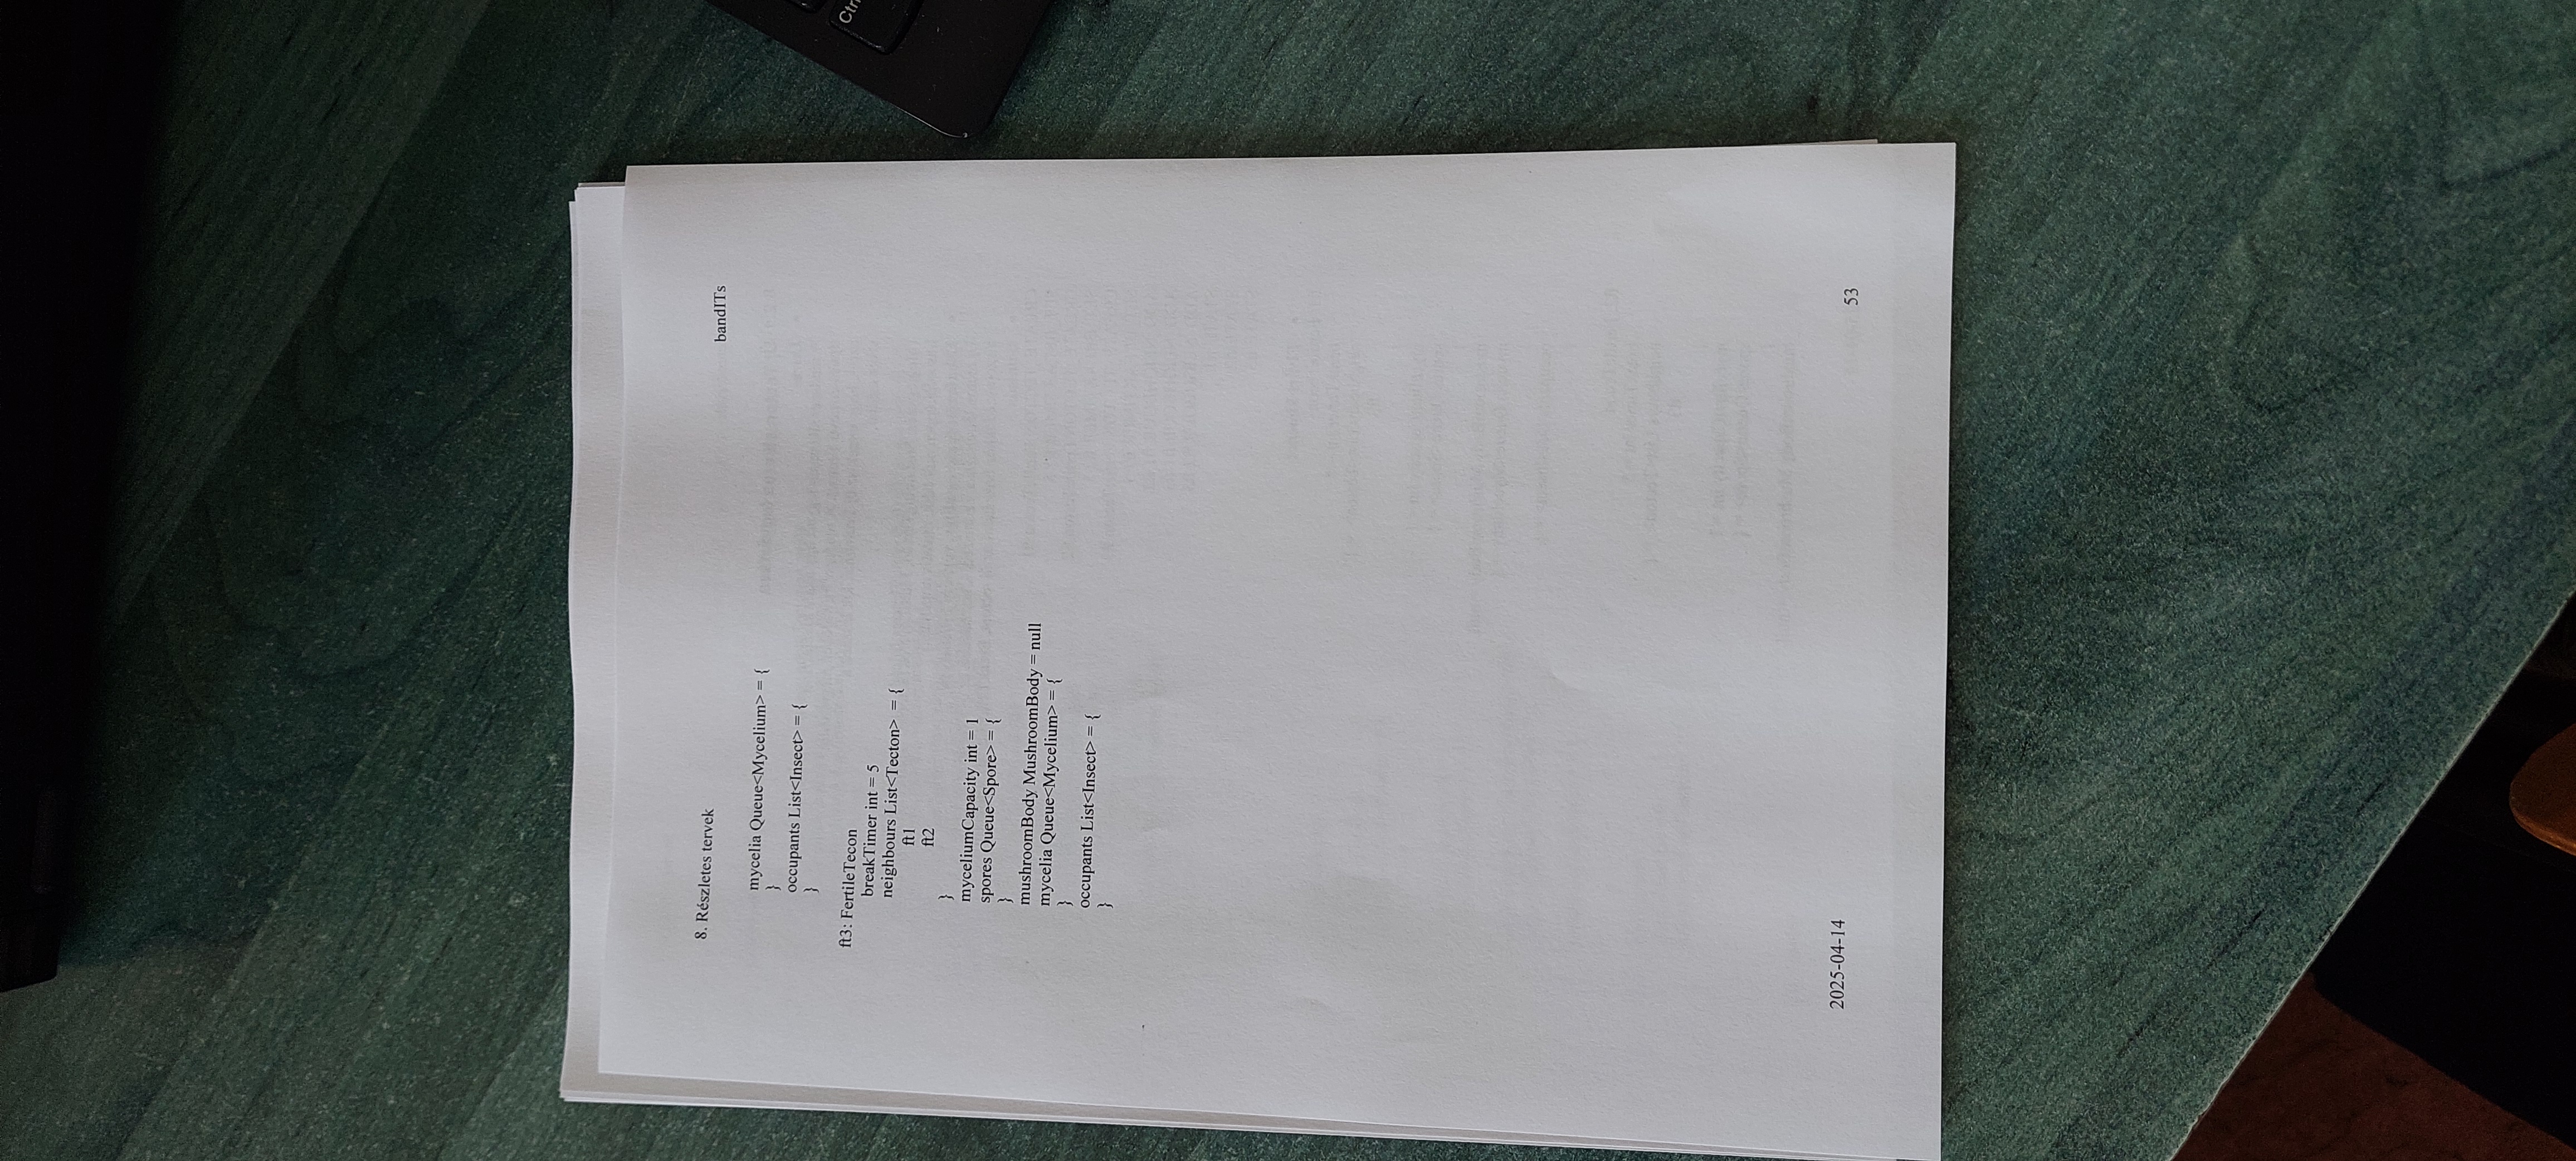 8. Részletes tervek
bandITs
mycelia Queue<Mycelium> = {
}
occupants List<Insect> = {
}
ft3: FertileTecon
breakTimer int = 5
neighbours List<Tecton> = {
ft1
ft2
}
myceliumCapacity int = 1
spores Queue<Spore> = {
}
mushroomBody MushroomBody = null
mycelia Queue<Mycelium> = {
}
occupants List<Insect> = {
}
2025-04-14
53